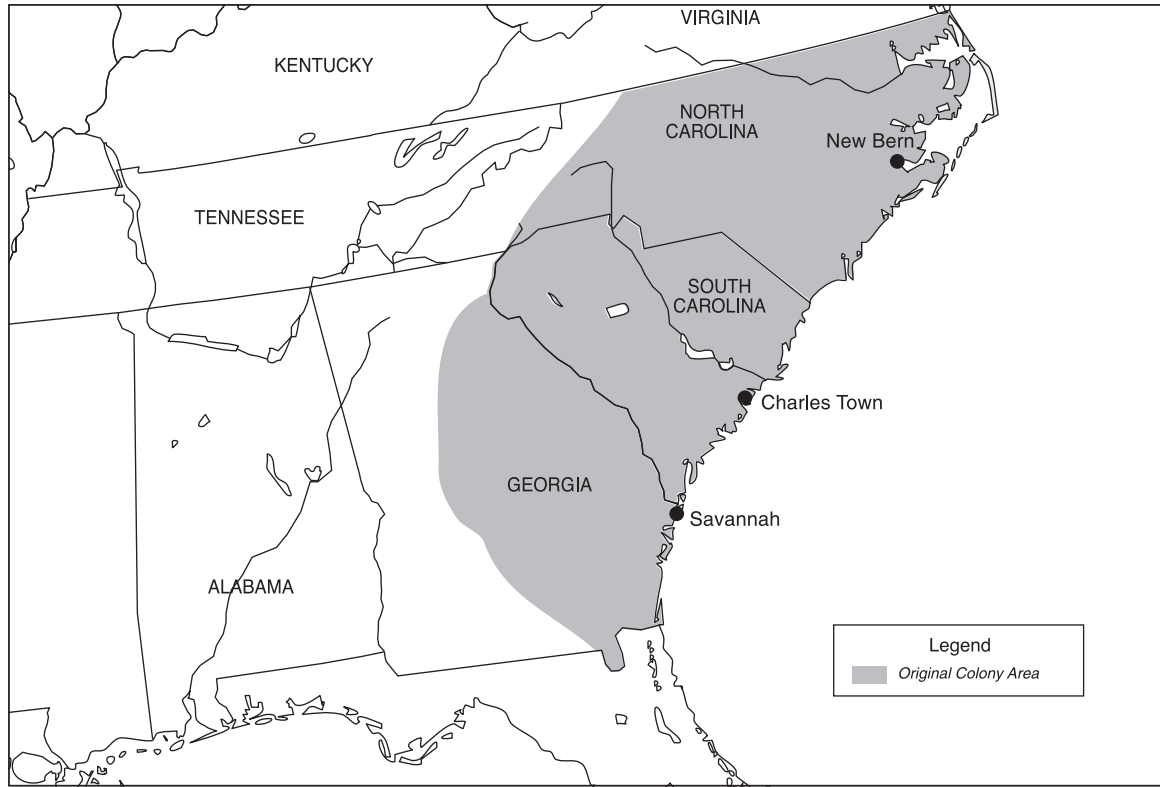 VIRGINIA
KENTUCKY
NORTH
CAROLINA
New Bern
TENNESSEE
SOUTH
CAROLINA
Charles Town
GEORGIA
Savannah
ALABAMA
Legend
Original Colony Area